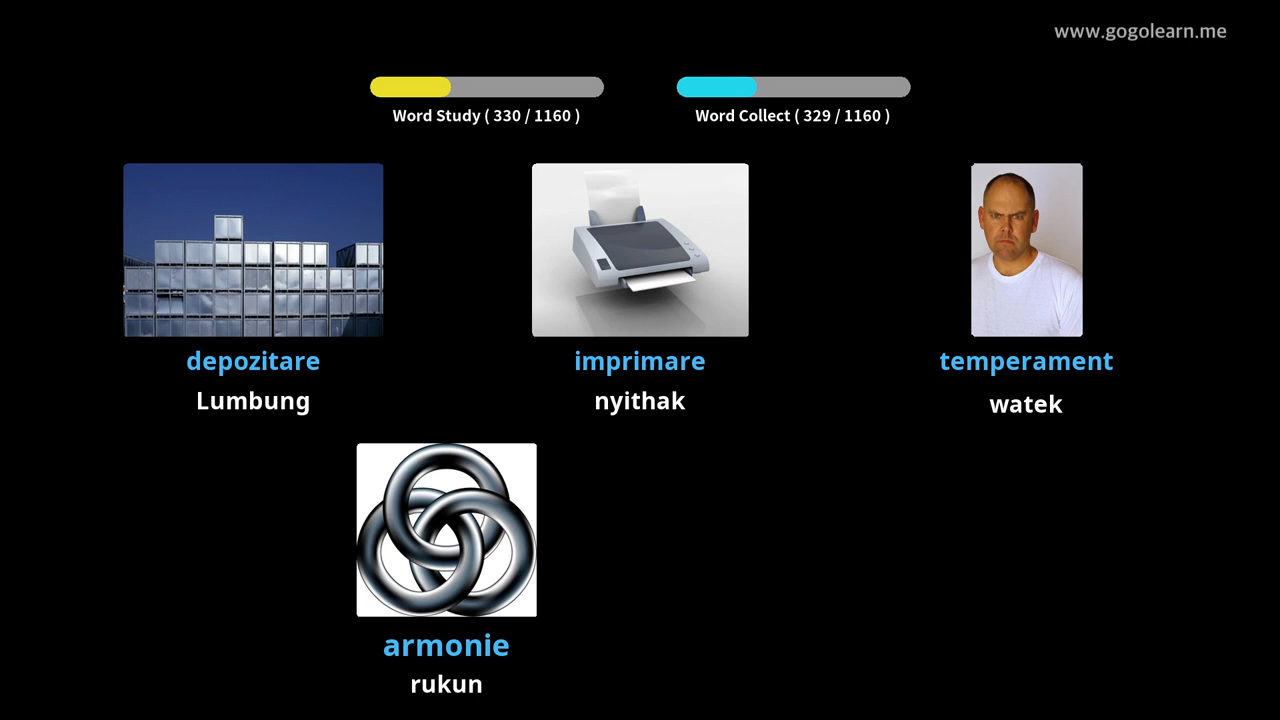 www.gogolearn.me
Word Study ( 330 / 1160 )
Word Collect ( 329 / 1160 )
depozitare
Lumbung
imprimare
nyithak
temperament
watek
armonie
rukun